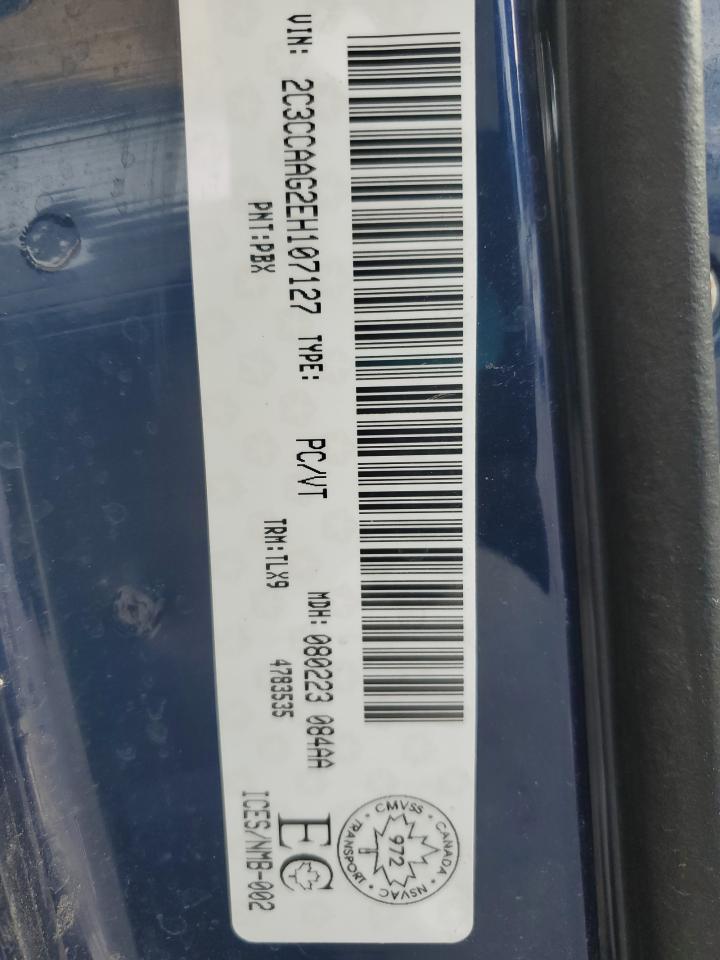 VIN: 2C3CCAAG2EH107127 TYPE: PC/VT MDH: 080223 084AA
PNT:PBX TRM:TLX9 4783535
CMVSS • CANADA • NSVAC • TRANSPORT •
972
EC
ICES/NMB-002